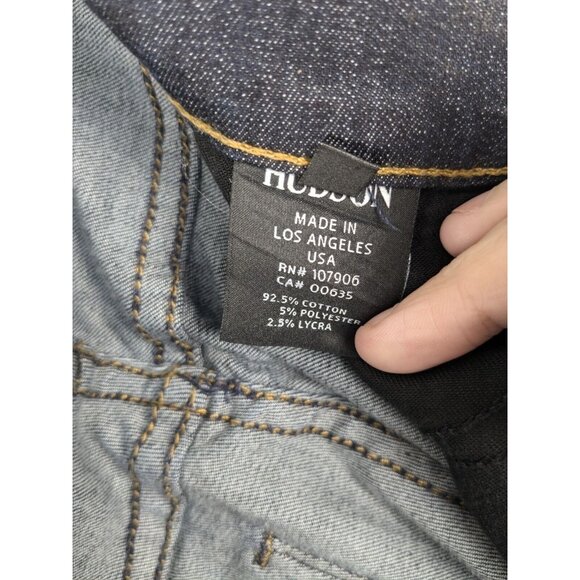 HUDSON
MADE IN
LOS ANGELES
USA
RN# 107906
CA# 00635
92.5% COTTON
5% POLYESTER
2.5% LYCRA